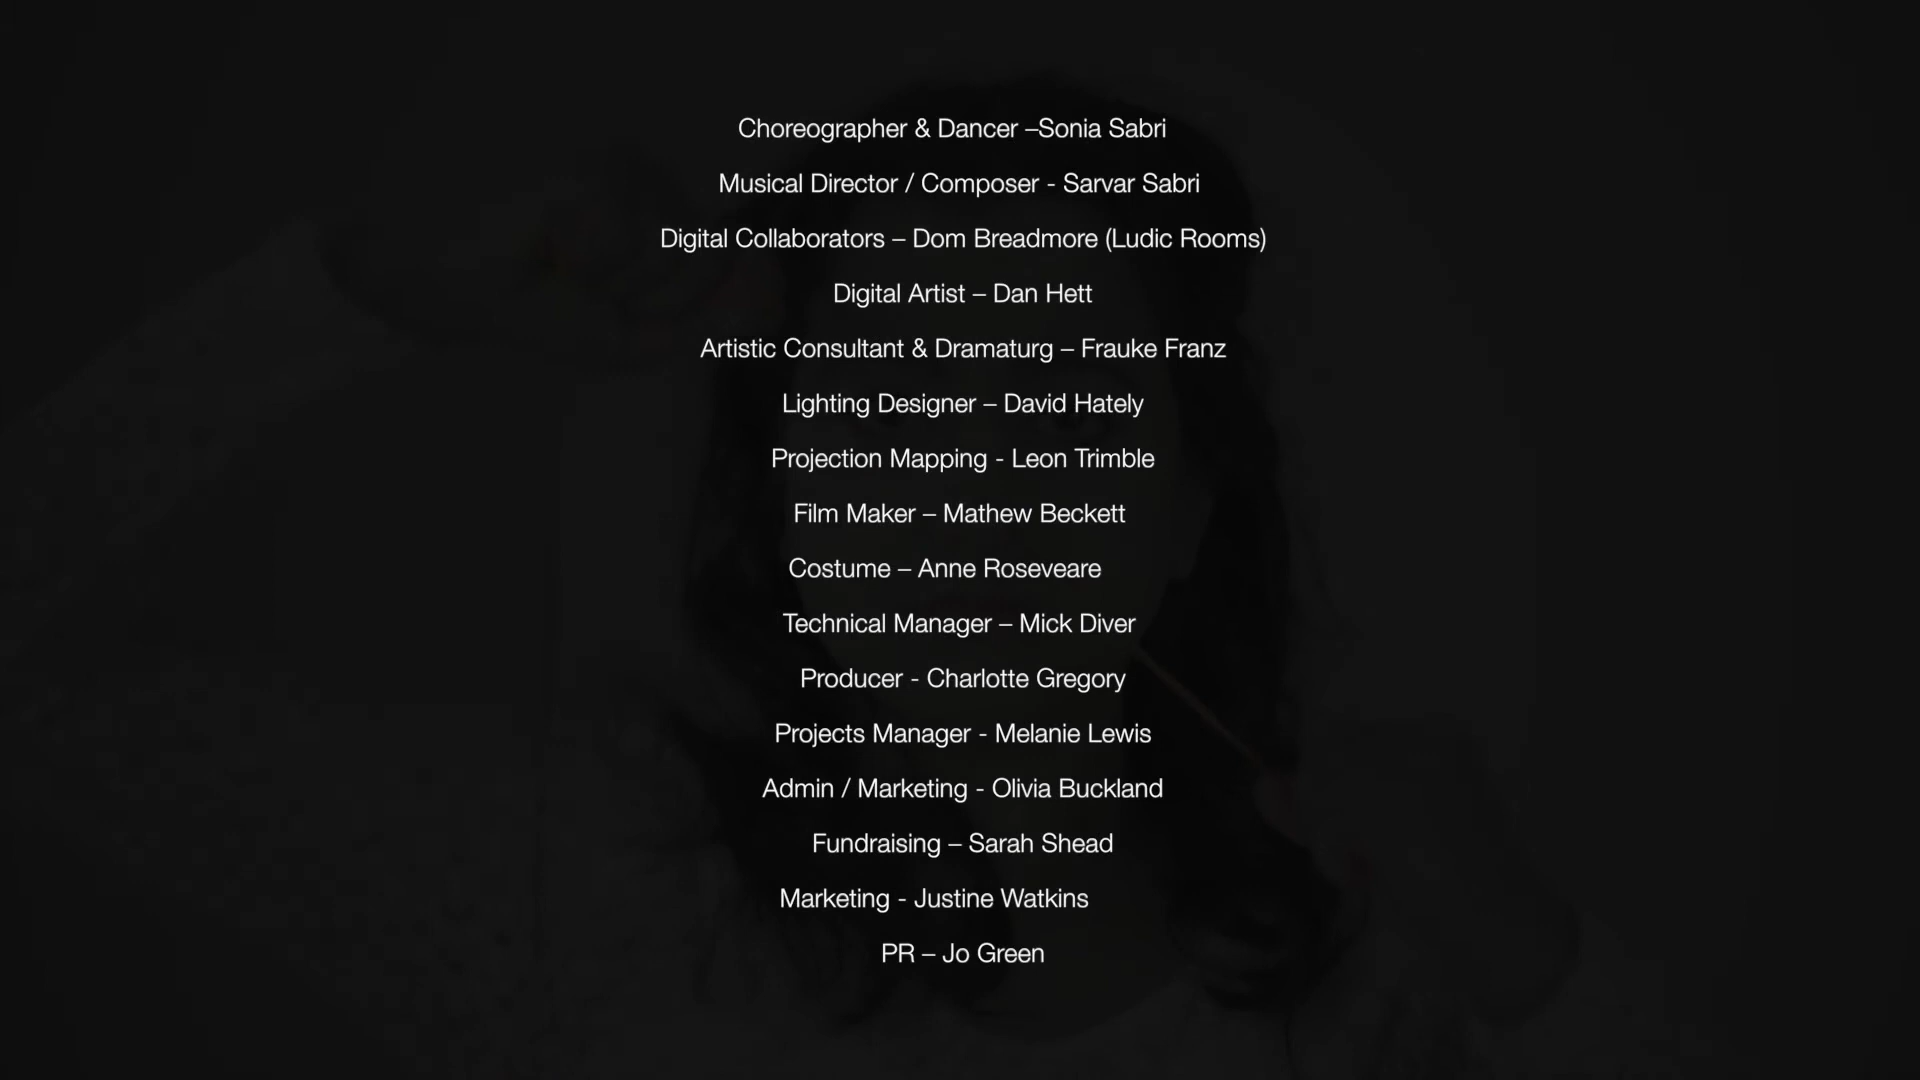 Choreographer & Dancer –Sonia Sabri
Musical Director / Composer - Sarvar Sabri
Digital Collaborators – Dom Breadmore (Ludic Rooms)
Digital Artist – Dan Hett
Artistic Consultant & Dramaturg – Frauke Franz
Lighting Designer – David Hately
Projection Mapping - Leon Trimble
Film Maker – Mathew Beckett
Costume – Anne Roseveare
Technical Manager – Mick Diver
Producer - Charlotte Gregory
Projects Manager - Melanie Lewis
Admin / Marketing - Olivia Buckland
Fundraising – Sarah Shead
Marketing - Justine Watkins
PR – Jo Green